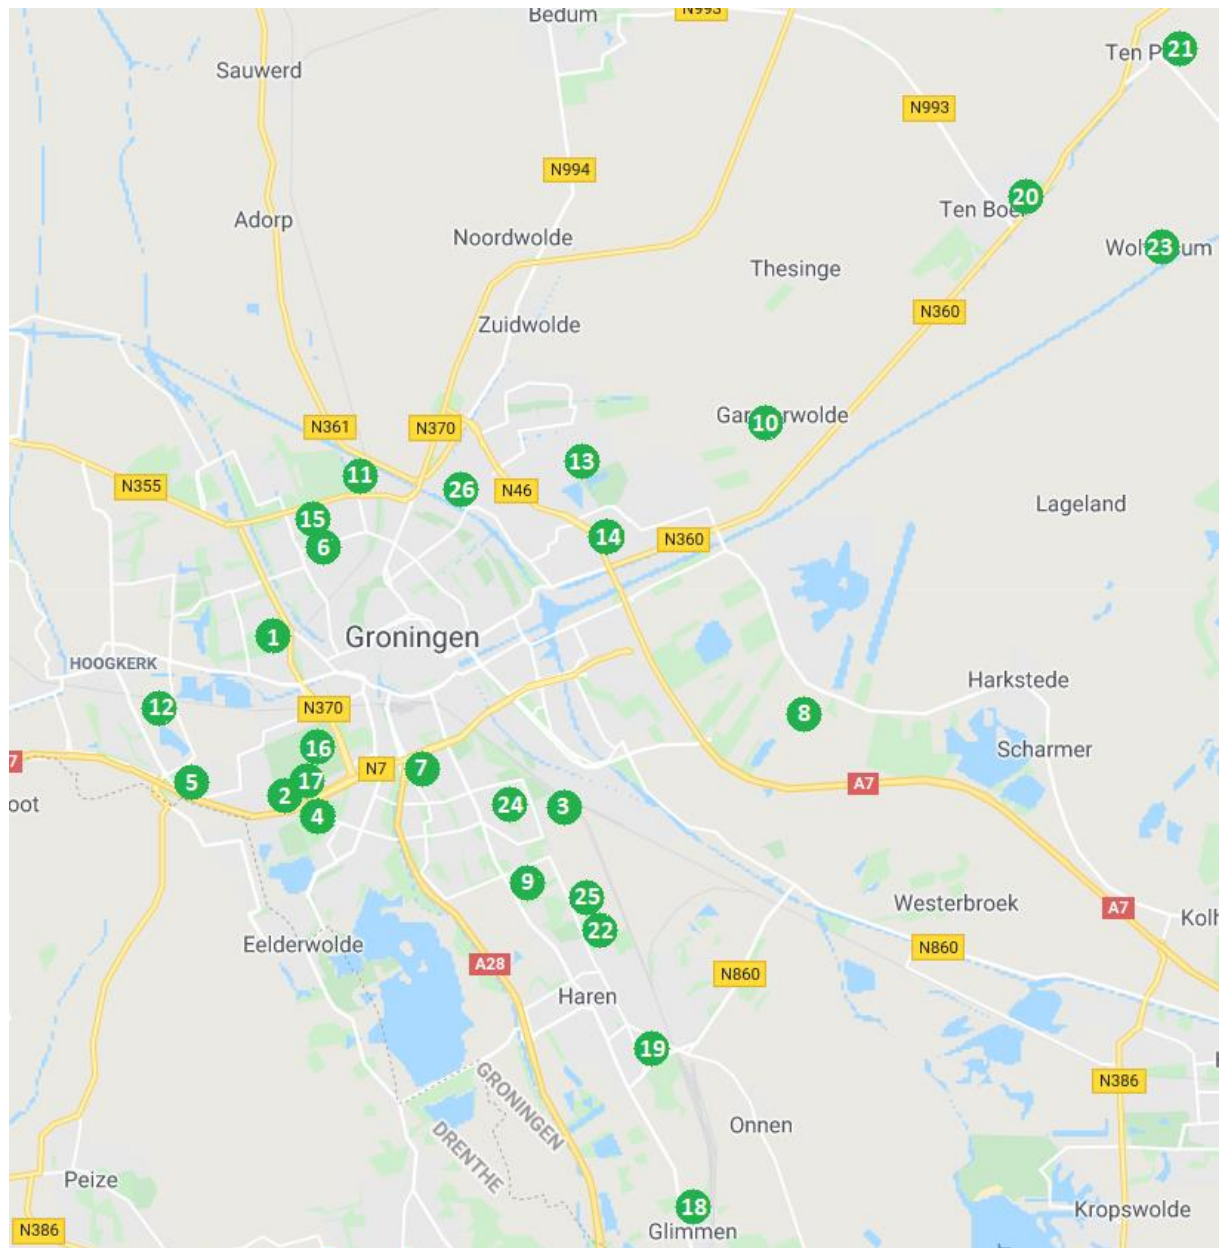 Bedum
N993
Sauwerd
Ten P
21
N993
N994
20
Ten Boer
Adorp
Noordwolde
23
Thesinge
N360
Zuidwolde
10
N361
N370
13
11
N355
26
N46
Lageland
15
14
N360
6
1
Groningen
HOOGKERK
Harkstede
12
N370
8
16
Scharmer
7
N7
7
17
5
A7
2
24
3
oot
4
9
25
Westerbroek
A7
Kolh
22
Eelderwolde
N860
A28
N860
Haren
19
GRONINGEN
N386
Onnen
DRENTHE
Peize
18
Kropswolde
N386
Glimmen